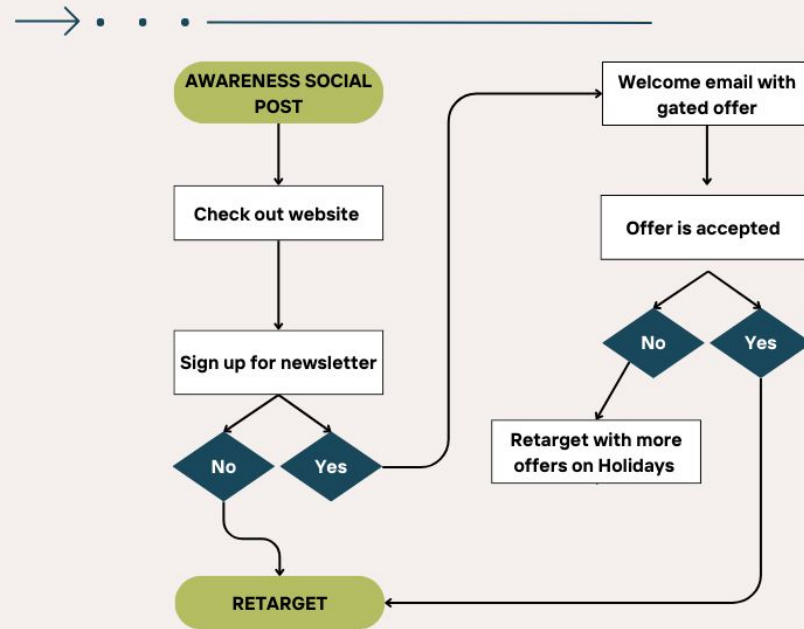 AWARENESS SOCIAL
POST
Check out website
Sign up for newsletter
No
Yes
RETARGET
Welcome email with
gated offer
Offer is accepted
No
Yes
Retarget with more
offers on Holidays